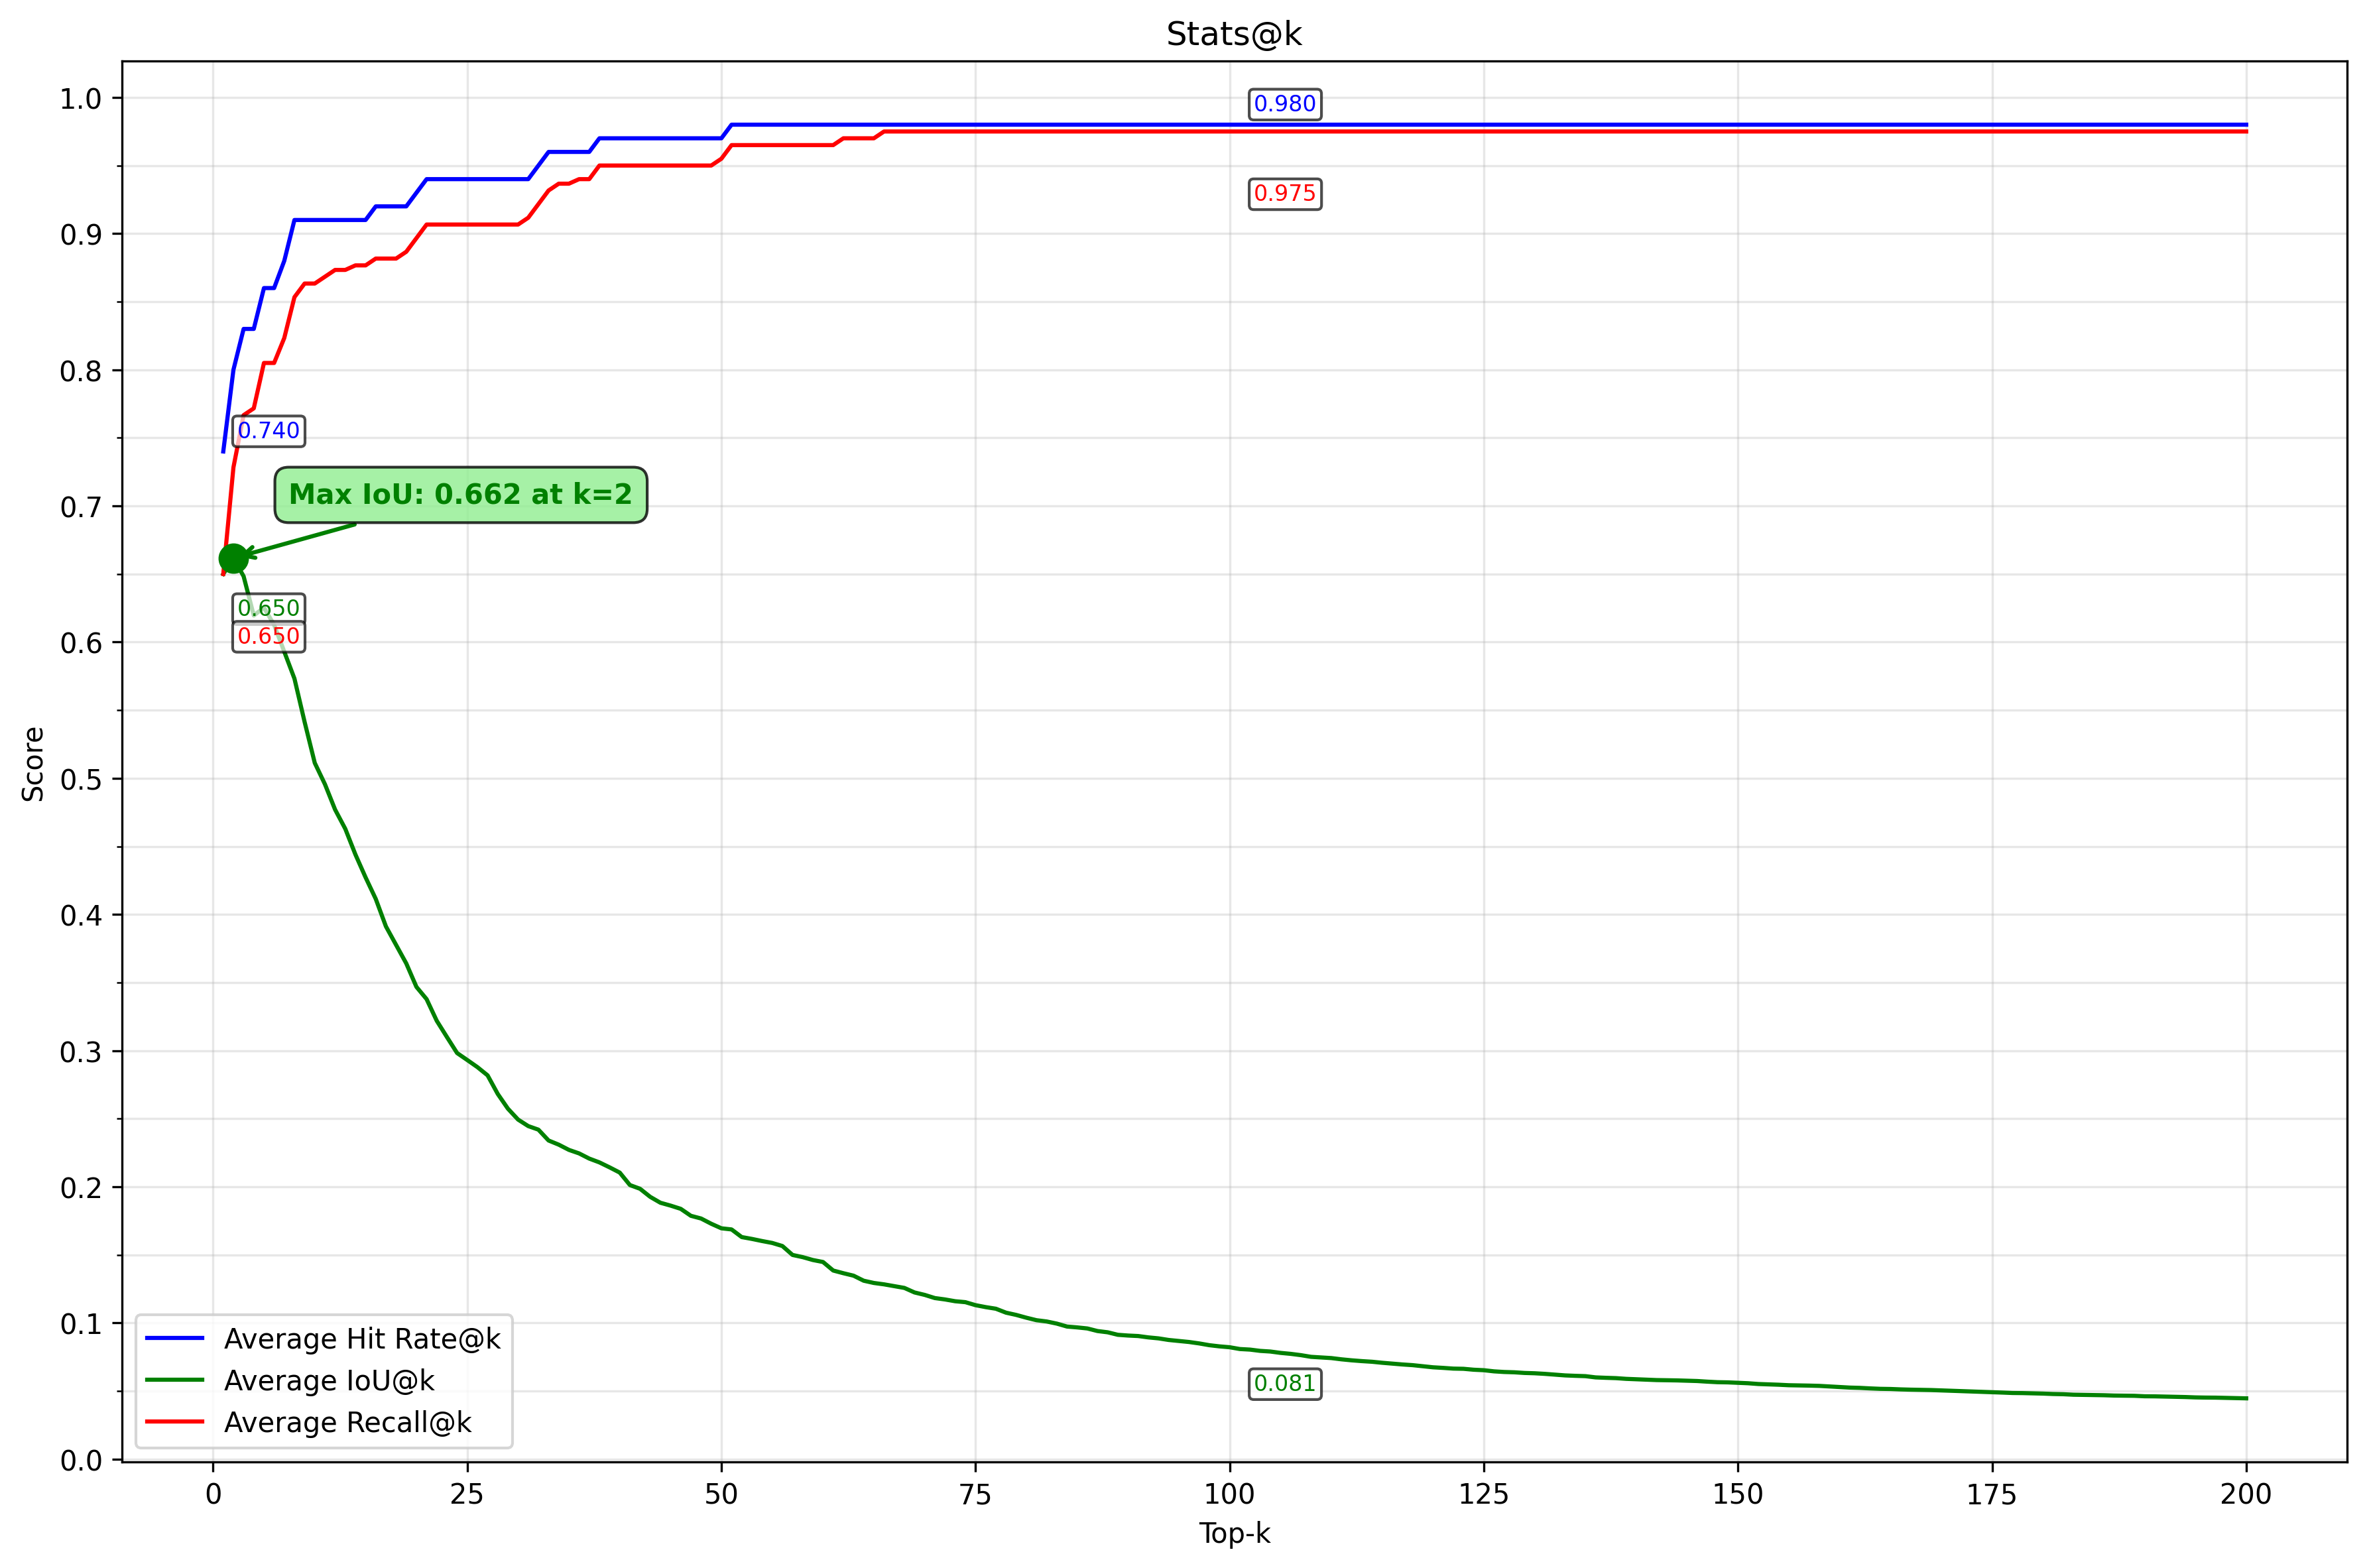 Stats@k
1.0
0.9
0.8
0.7
0.6
0.5
0.4
0.3
0.2
0.1
0.0
Score
0.980
0.975
0.740
Max IoU: 0.662 at k=2
0.650
0.650
0.081
Average Hit Rate@k
Average IoU@k
Average Recall@k
0 25 50 75 100 125 150 175 200
Top-k